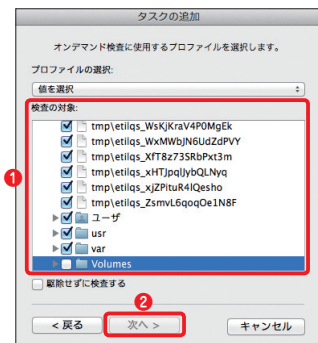 タスクの追加
オンデマンド検査に使用するプロファイルを選択します。
プロファイルの選択:
値を選択
検査の対象:
tmp\etilqs_WsKjKraV4P0MgEk
tmp\etilqs_WxMWbJN6UdZdPVY
tmp\etilqs_XfT8z73SRbPxt3m
tmp\etilqs_xHTJpqlJybQLNyq
tmp\etilqs_xjZPituR4lQesho
tmp\etilqs_ZsmvL6qoqOe1N8F
ユーザ
usr
var
Volumes
1
駆除せずに検査する
2
< 戻る 次へ > キャンセル